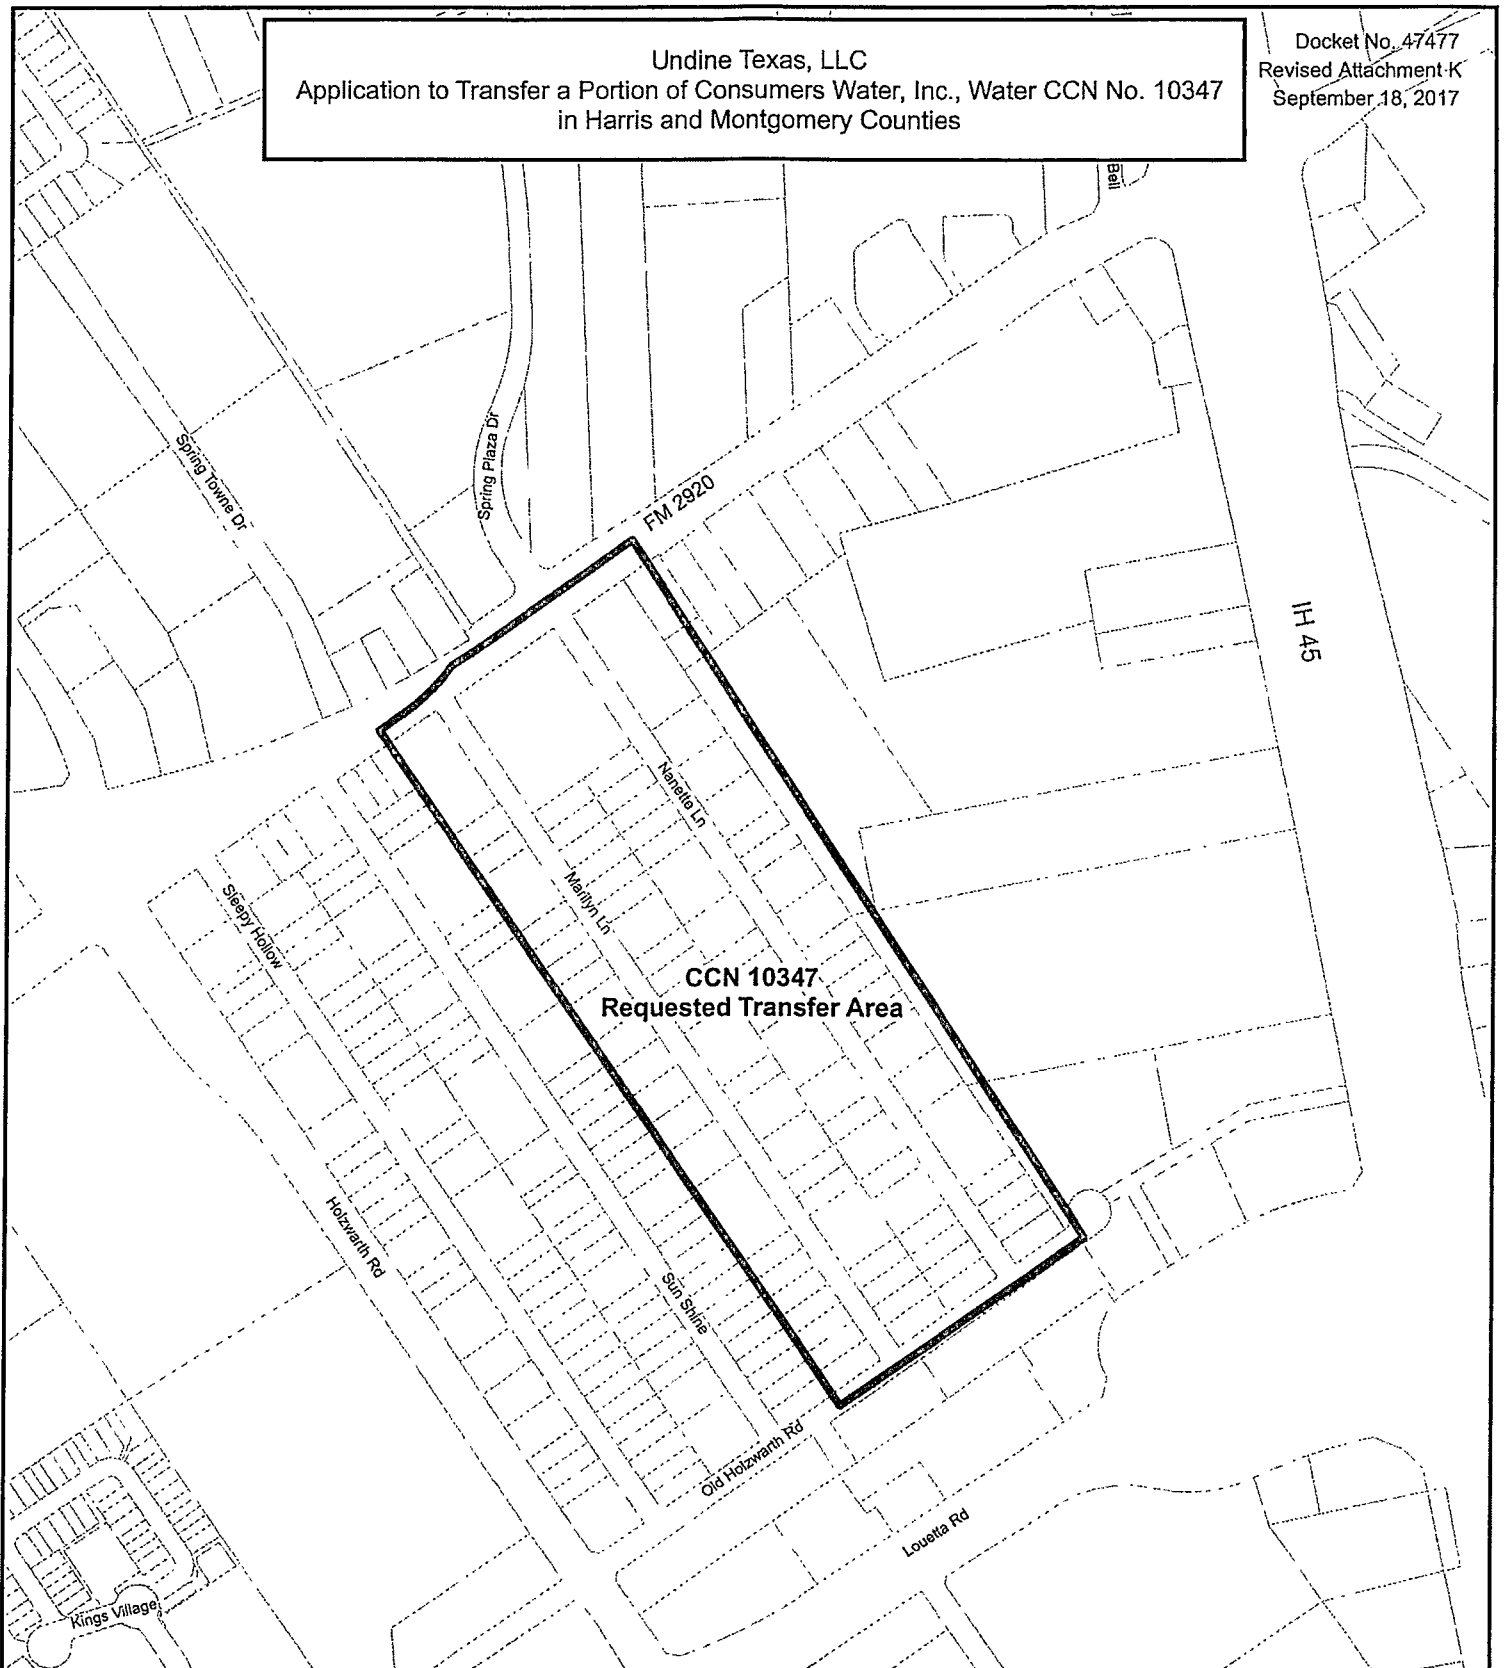 Undine Texas, LLC
Application to Transfer a Portion of Consumers Water, Inc., Water CCN No. 10347
in Harris and Montgomery Counties
Docket No. 47477
Revised Attachment K
September 18, 2017
Bell
Spring Towne Dr
Spring Plaza Dr
FM 2920
IH 45
Nanette Ln
Marilyn Ln
Sleepy Hollow
CCN 10347
Requested Transfer Area
Holzwarth Rd
Sun Shine
Old Holzwarth Rd
Louetta Rd
Kings Village